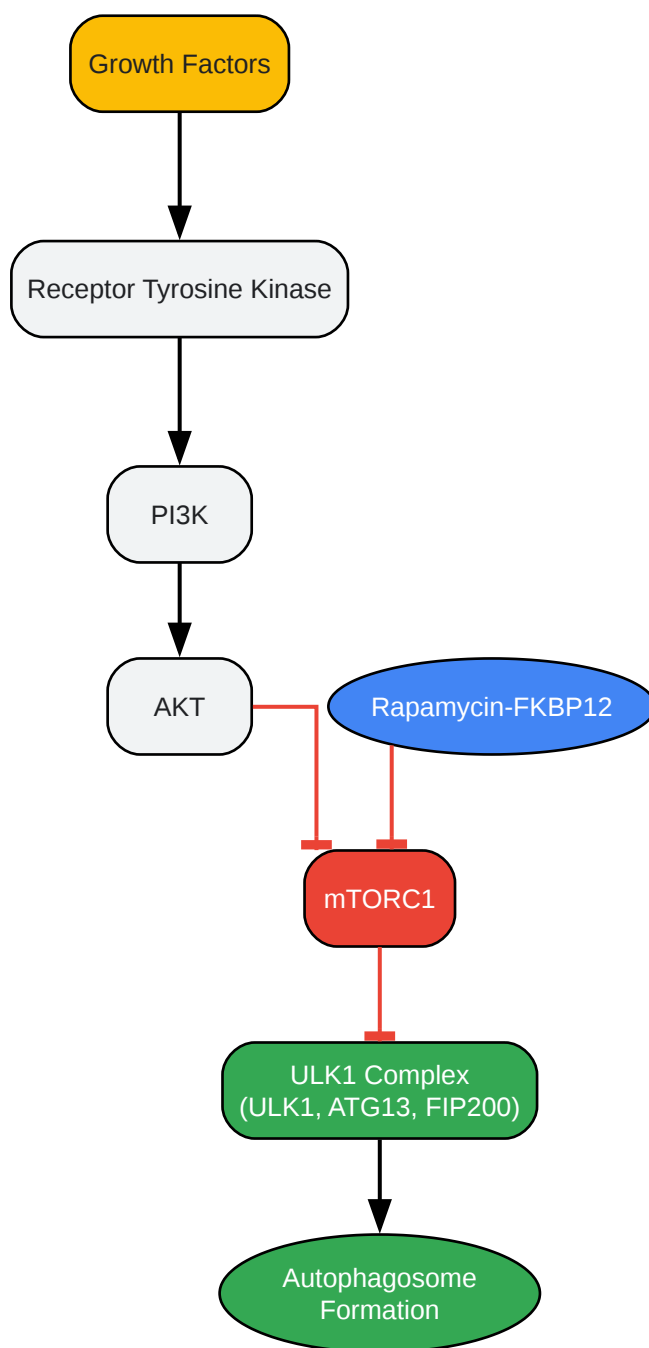 Growth Factors
Receptor Tyrosine Kinase
PI3K
AKT
Rapamycin-FKBP12
mTORC1
ULK1 Complex
(ULK1, ATG13, FIP200)
Autophagosome
Formation